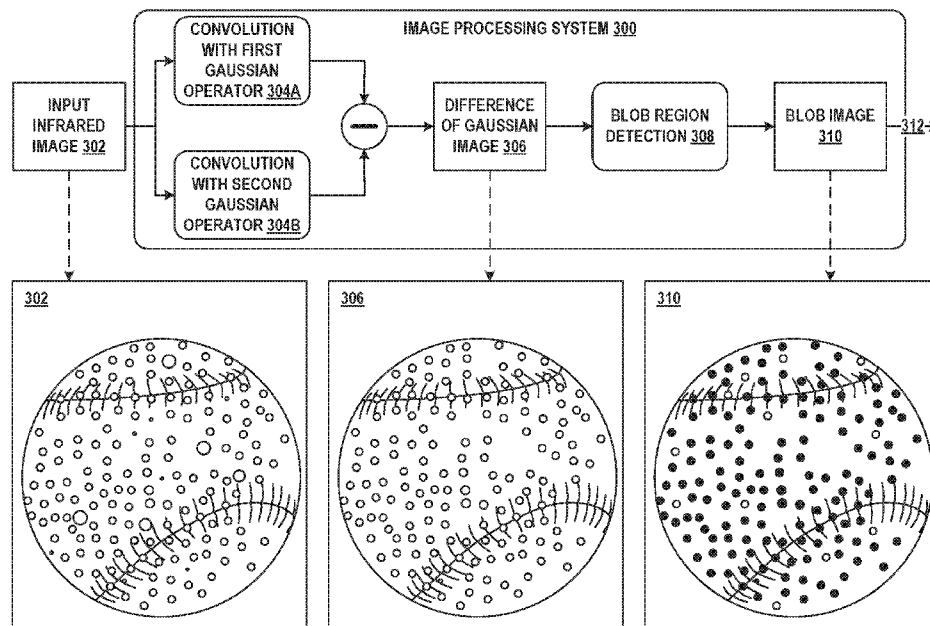 IMAGE PROCESSING SYSTEM 300
INPUT
INFRARED
IMAGE 302
CONVOLUTION
WITH FIRST
GAUSSIAN
OPERATOR 304A
CONVOLUTION
WITH SECOND
GAUSSIAN
OPERATOR 304B
DIFFERENCE
OF GAUSSIAN
IMAGE 306
BLOB REGION
DETECTION 308
BLOB IMAGE
310
312
302
306
310